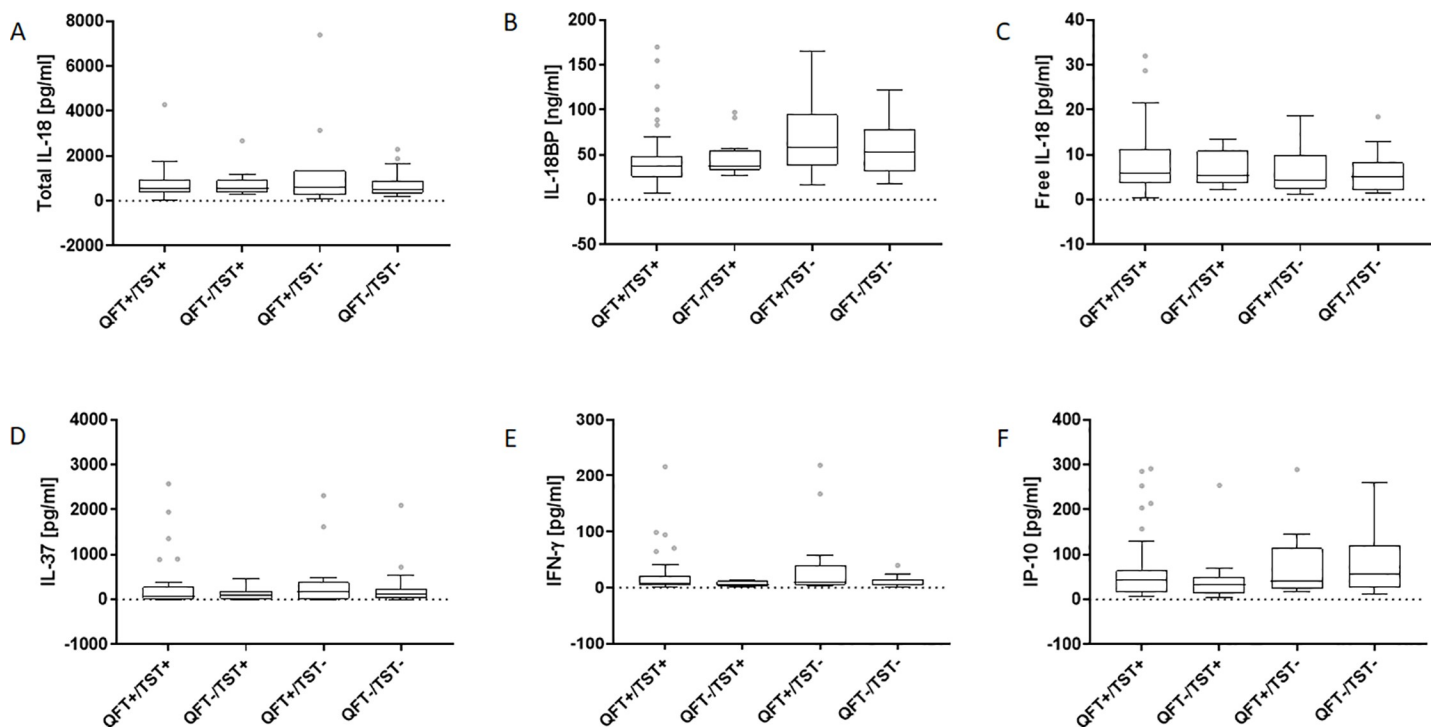 A
Total IL-18 [pg/ml]
8000
6000
4000
2000
0
-2000
QFT+/TST+
QFT-/TST+
QFT+/TST-
QFT-/TST-
B
IL-18BP [ng/ml]
200
150
100
50
0
-50
QFT+/TST+
QFT-/TST+
QFT+/TST-
QFT-/TST-
C
Free IL-18 [pg/ml]
40
30
20
10
0
-10
QFT+/TST+
QFT-/TST+
QFT+/TST-
QFT-/TST-
D
IL-37 [pg/ml]
4000
3000
2000
1000
0
-1000
QFT+/TST+
QFT-/TST+
QFT+/TST-
QFT-/TST-
E
IFN-γ [pg/ml]
300
200
100
0
-100
QFT+/TST+
QFT-/TST+
QFT+/TST-
QFT-/TST-
F
IP-10 [pg/ml]
400
300
200
100
0
-100
QFT+/TST+
QFT-/TST+
QFT+/TST-
QFT-/TST-